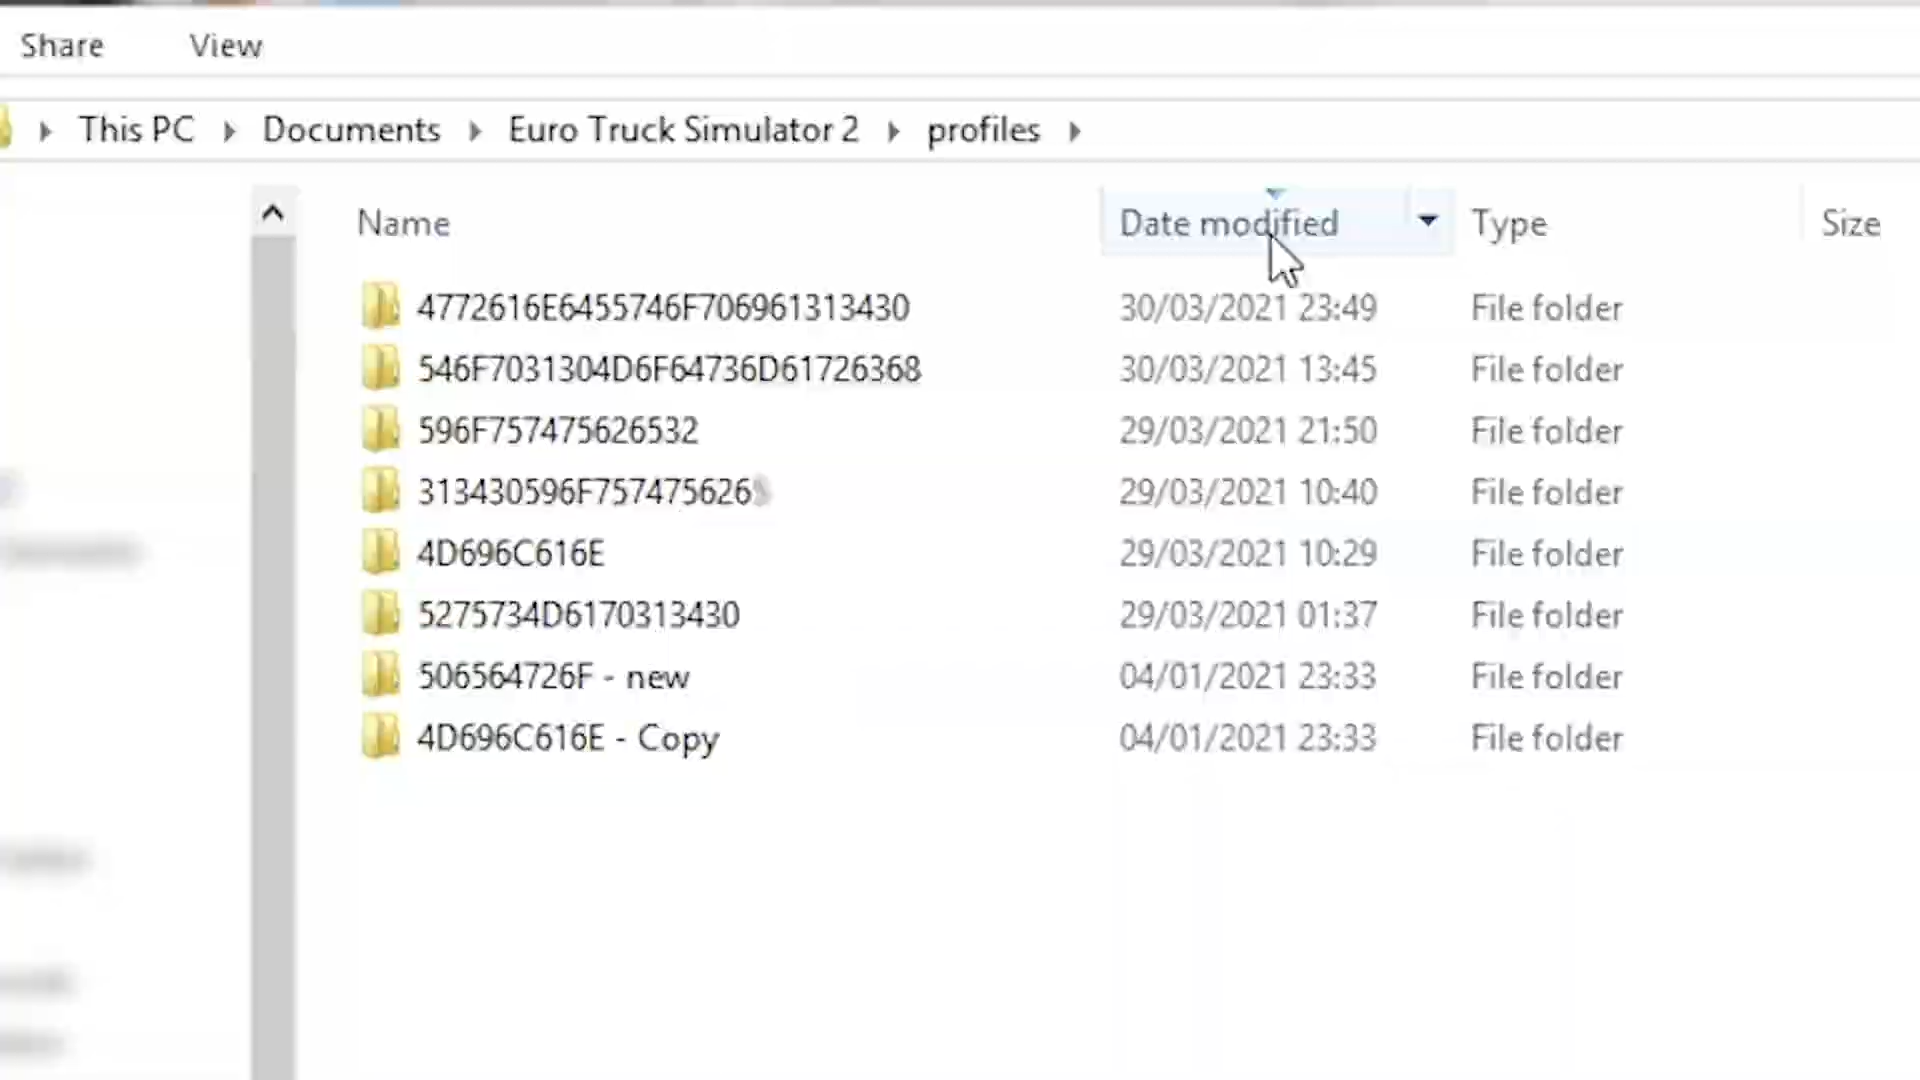 Share View
This PC Documents Euro Truck Simulator 2 profiles
Name Date modified Type Size
4772616E6455746F706961313430 30/03/2021 23:49 File folder
546F7031304D6F64736D61726368 30/03/2021 13:45 File folder
596F757475626532 29/03/2021 21:50 File folder
313430596F7574756265 29/03/2021 10:40 File folder
4D696C616E 29/03/2021 10:29 File folder
5275734D6170313430 29/03/2021 01:37 File folder
506564726F - new 04/01/2021 23:33 File folder
4D696C616E - Copy 04/01/2021 23:33 File folder